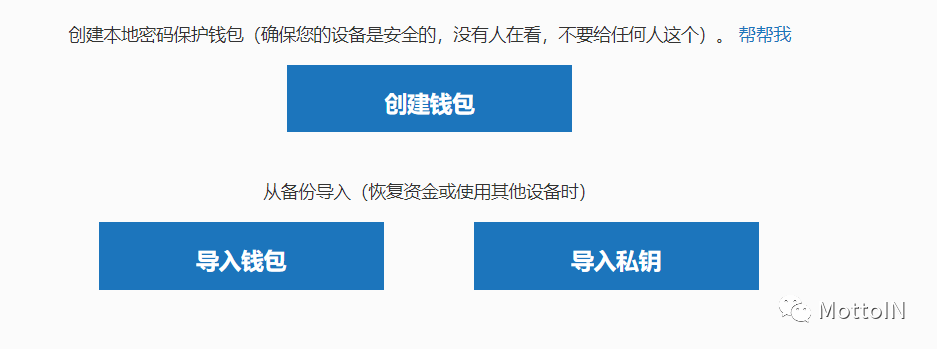 创建本地密码保护钱包（确保您的设备是安全的，没有人在看，不要给任何人这个）。 帮帮我
创建钱包
从备份导入（恢复资金或使用其他设备时）
导入钱包 导入私钥
MottoIN